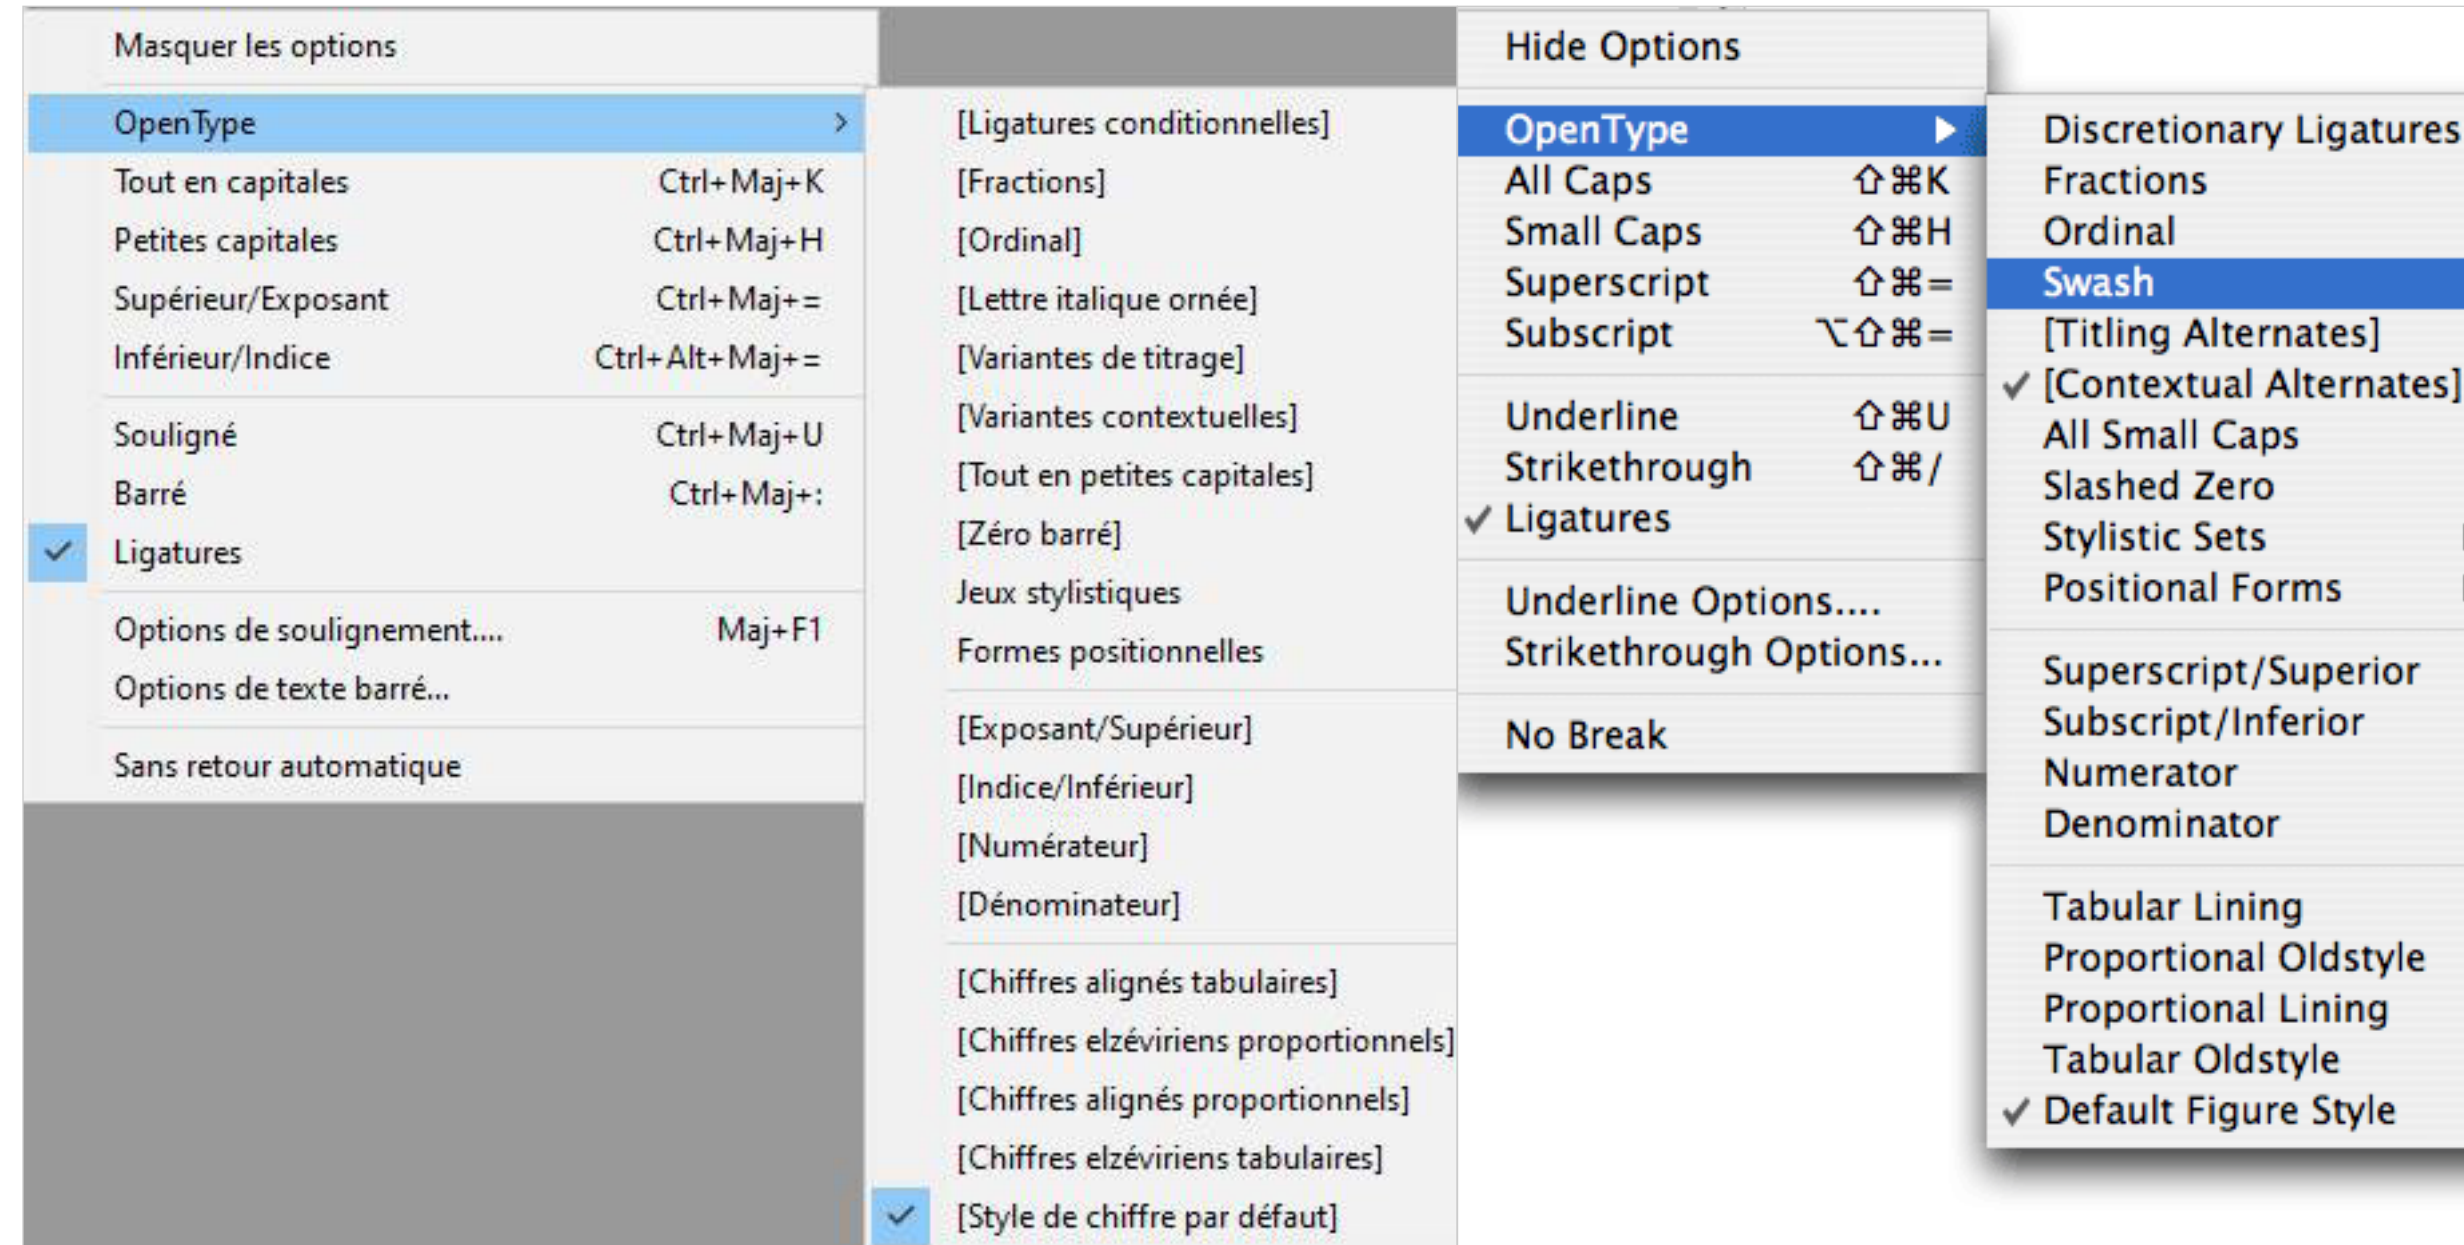 Masquer les options
OpenType >
Tout en capitales Ctrl+Maj+K
Petites capitales Ctrl+Maj+H
Supérieur/Exposant Ctrl+Maj+=
Inférieur/Indice Ctrl+Alt+Maj+=
Souligné Ctrl+Maj+U
Barré Ctrl+Maj+:
Ligatures
Options de soulignement.... Maj+F1
Options de texte barré...
Sans retour automatique
[Ligatures conditionnelles]
[Fractions]
[Ordinal]
[Lettre italique ornée]
[Variantes de titrage]
[Variantes contextuelles]
[Tout en petites capitales]
[Zéro barré]
Jeux stylistiques
Formes positionnelles
[Exposant/Supérieur]
[Indice/Inférieur]
[Numérateur]
[Dénominateur]
[Chiffres alignés tabulaires]
[Chiffres elzéviriens proportionnels]
[Chiffres alignés proportionnels]
[Chiffres elzéviriens tabulaires]
[Style de chiffre par défaut]
Hide Options
OpenType
All Caps ⇧⌘K
Small Caps ⇧⌘H
Superscript ⇧⌘=
Subscript ⌥⇧⌘=
Underline ⇧⌘U
Strikethrough ⇧⌘/
Ligatures
Underline Options....
Strikethrough Options...
No Break
Discretionary Ligatures
Fractions
Ordinal
Swash
[Titling Alternates]
[Contextual Alternates]
All Small Caps
Slashed Zero
Stylistic Sets
Positional Forms
Superscript/Superior
Subscript/Inferior
Numerator
Denominator
Tabular Lining
Proportional Oldstyle
Proportional Lining
Tabular Oldstyle
Default Figure Style